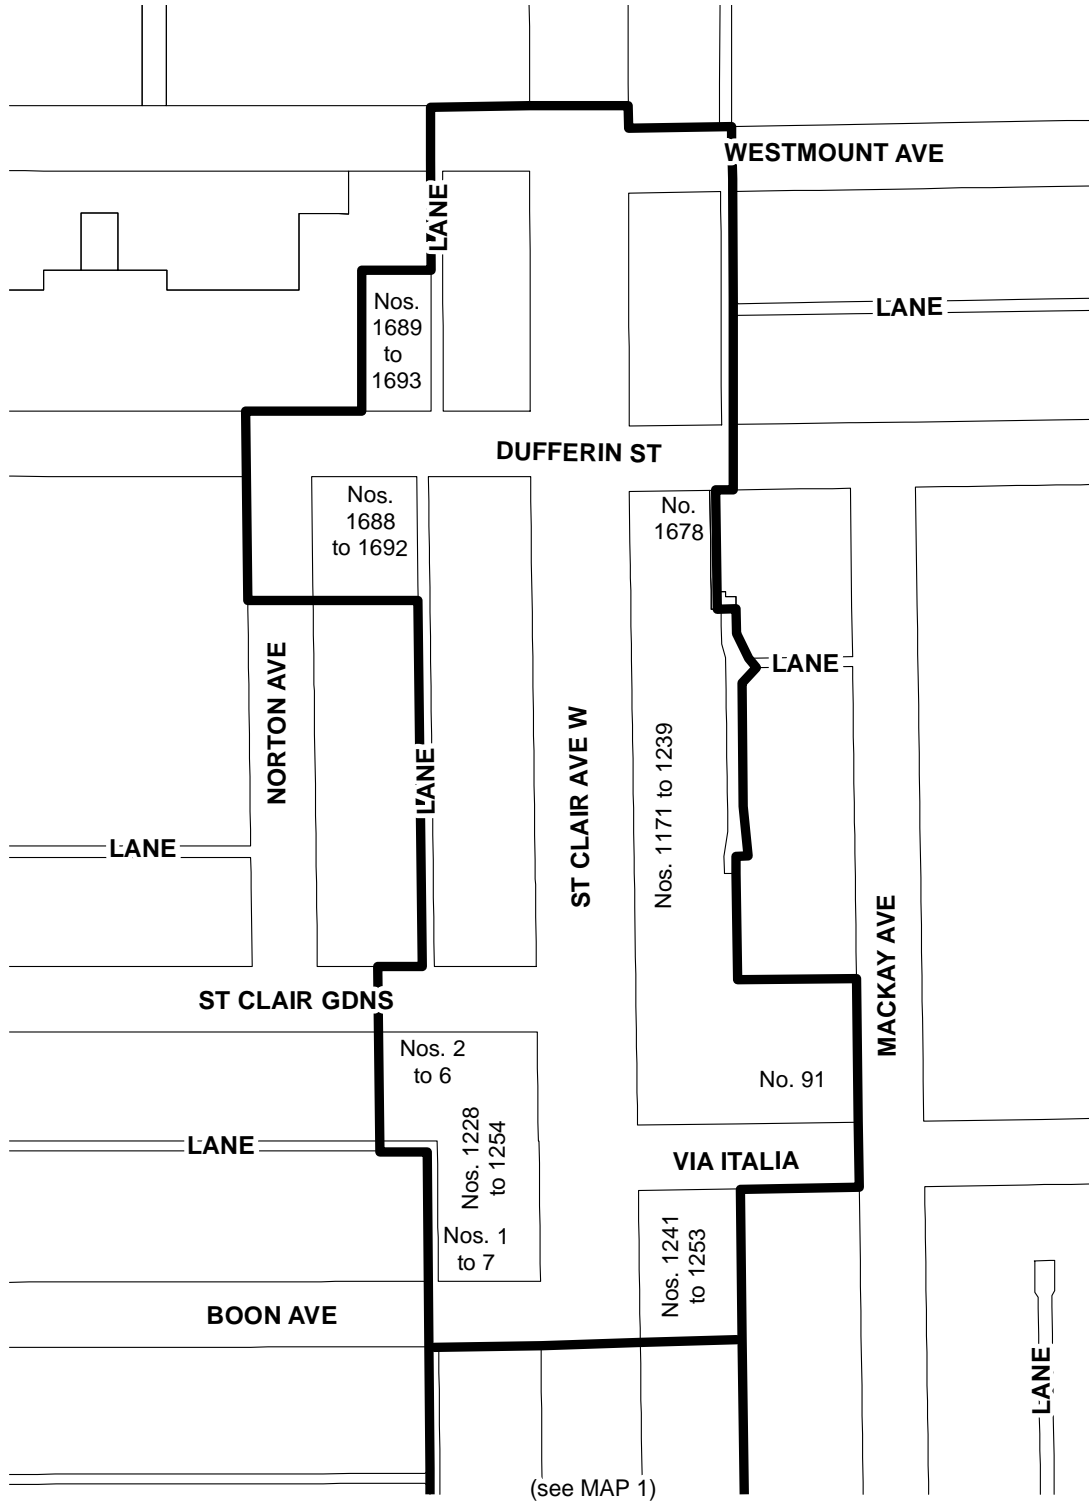 WESTMOUNT AVE
LANE
Nos.
1689
to
1693
LANE
DUFFERIN ST
Nos.
1688
to 1692
No.
1678
NORTON AVE
LANE
ST CLAIR AVE W
Nos. 1171 to 1239
LANE
LANE
MACKAY AVE
ST CLAIR GDNS
Nos. 2
to 6
No. 91
LANE
Nos. 1228
to 1254
VIA ITALIA
Nos. 1
to 7
Nos. 1241
to 1253
BOON AVE
LANE
(see MAP 1)